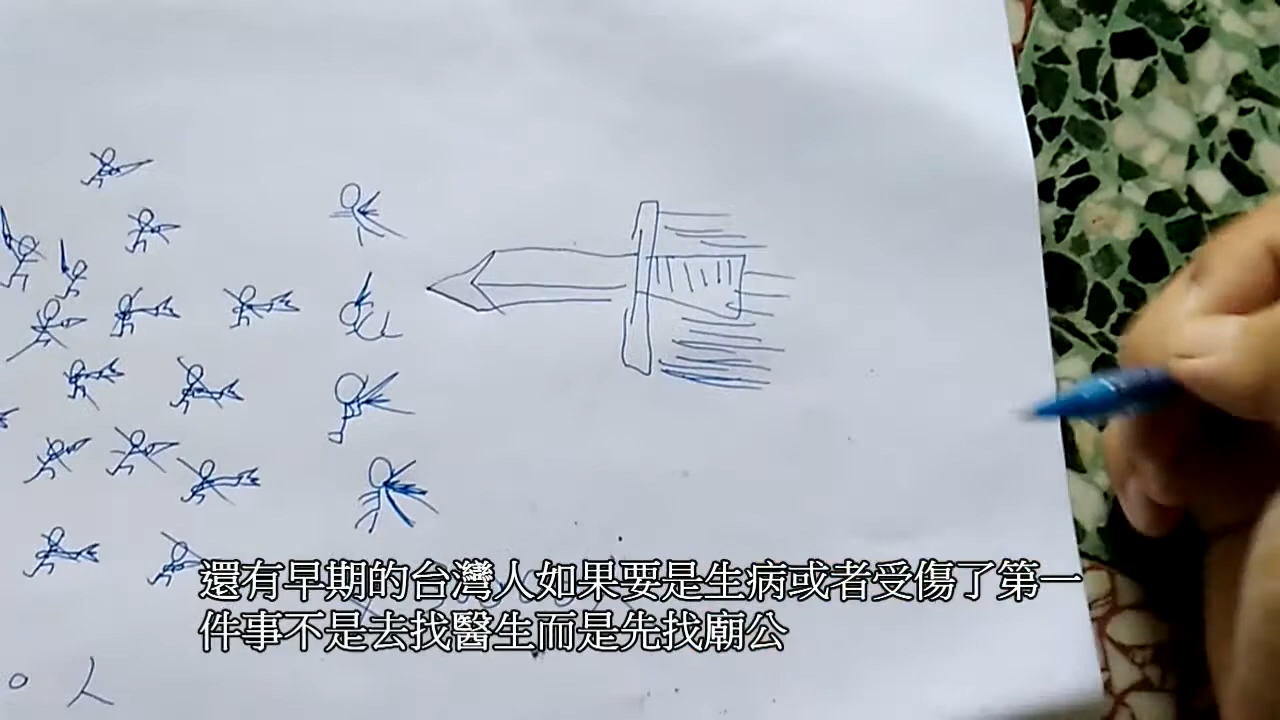 還有早期的台灣人如果要是生病或者受傷了第一
件事不是去找醫生而是先找廟公
人